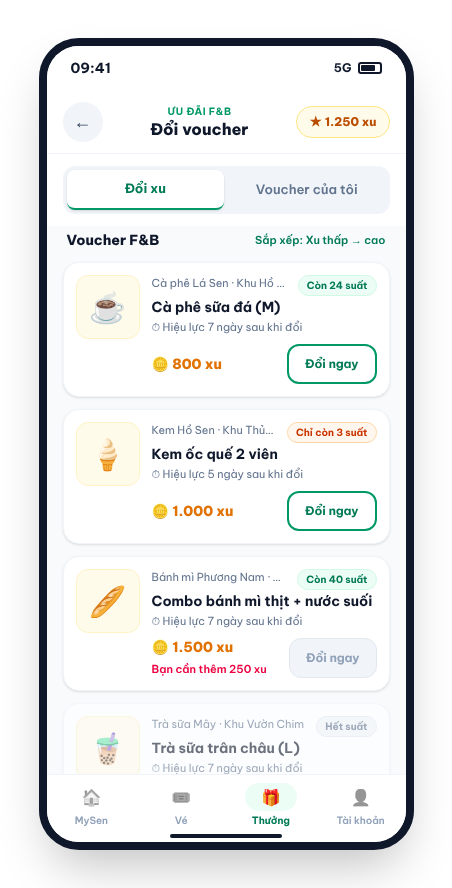 09:41
5G
←
ƯU ĐÃI F&B
Đổi voucher
★ 1.250 xu
Đổi xu
Voucher của tôi
Voucher F&B
Sắp xếp: Xu thấp → cao
Cà phê Lá Sen · Khu Hồ ...
Còn 24 suất
Cà phê sữa đá (M)
Hiệu lực 7 ngày sau khi đổi
800 xu
Đổi ngay
Kem Hồ Sen · Khu Thủ...
Chỉ còn 3 suất
Kem ốc quế 2 viên
Hiệu lực 5 ngày sau khi đổi
1.000 xu
Đổi ngay
Bánh mì Phương Nam · ...
Còn 40 suất
Combo bánh mì thịt + nước suối
Hiệu lực 7 ngày sau khi đổi
1.500 xu
Bạn cần thêm 250 xu
Đổi ngay
Trà sữa Mây · Khu Vườn Chim
Hết suất
Trà sữa trân châu (L)
Hiệu lực 7 ngày sau khi đổi
MySen
Vé
Thưởng
Tài khoản